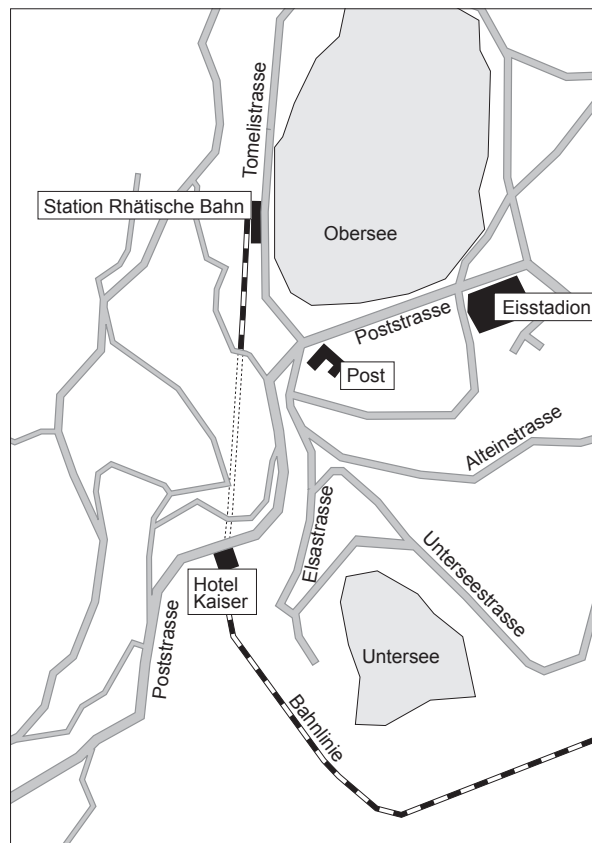 Tomelistrasse
Station Rhätische Bahn
Obersee
Eisstadion
Poststrasse
Post
Alteinstrasse
Elsastrasse
Unterseestrasse
Hotel
Kaiser
Poststrasse
Untersee
Bahnlinie